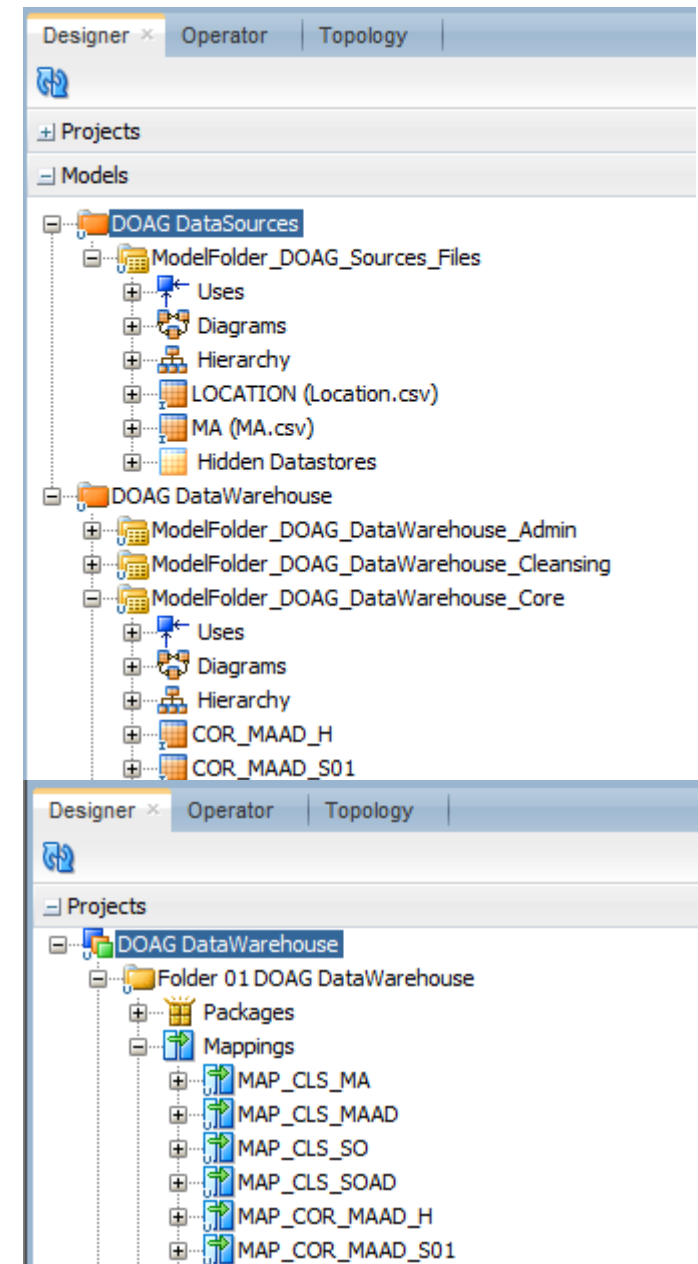 Designer Operator Topology
Projects
Models
DOAG DataSources
ModelFolder_DOAG_Sources_Files
Uses
Diagrams
Hierarchy
LOCATION (Location.csv)
MA (MA.csv)
Hidden Datastores
DOAG DataWarehouse
ModelFolder_DOAG_DataWarehouse_Admin
ModelFolder_DOAG_DataWarehouse_Cleansing
ModelFolder_DOAG_DataWarehouse_Core
Uses
Diagrams
Hierarchy
COR_MAAD_H
COR_MAAD_S01
Designer Operator Topology
Projects
DOAG DataWarehouse
Folder 01 DOAG DataWarehouse
Packages
Mappings
MAP_CLS_MA
MAP_CLS_MAAD
MAP_CLS_SO
MAP_CLS_SOAD
MAP_COR_MAAD_H
MAP_COR_MAAD_S01